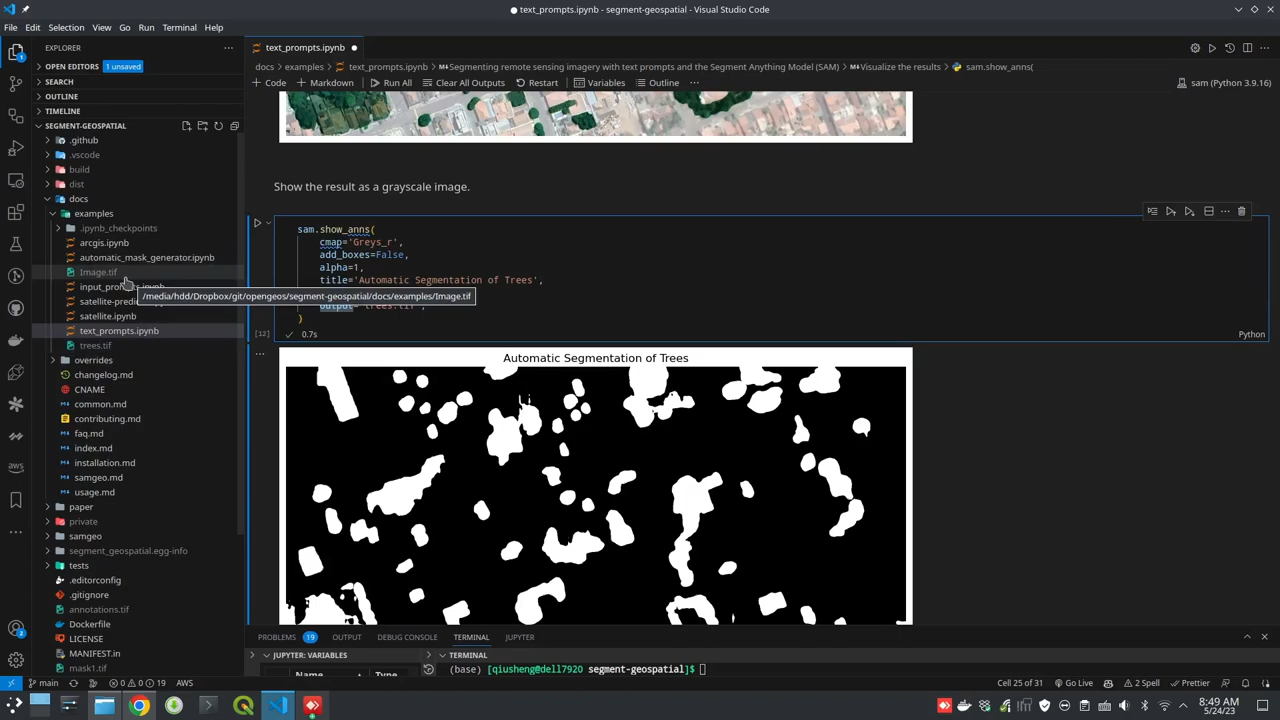 text_prompts.ipynb - segment-geospatial - Visual Studio Code
File Edit Selection View Go Run Terminal Help
EXPLORER
text_prompts.ipynb
OPEN EDITORS 1 unsaved
docs > examples > text_prompts.ipynb > Segmenting remote sensing imagery with text prompts and the Segment Anything Model (SAM) > Visualize the results > sam.show_anns(
SEARCH
+ Code + Markdown Run All Clear All Outputs Restart Variables Outline
sam (Python 3.9.16)
OUTLINE
TIMELINE
SEGMENT-GEOSPATIAL
.github
.vscode
build
dist
docs
examples
.ipynb_checkpoints
arcgis.ipynb
automatic_mask_generator.ipynb
Image.tif
satellite-predi
satellite.ipynb
text_prompts.ipynb
trees.tif
overrides
changelog.md
CNAME
common.md
contributing.md
faq.md
index.md
installation.md
samgeo.md
usage.md
paper
private
samgeo
segment_geospatial.egg-info
tests
.editorconfig
.gitignore
annotations.tif
Dockerfile
LICENSE
MANIFEST.in
mask1.tif
/media/hdd/Dropbox/git/opengeos/segment-geospatial/docs/examples/Image.tif
Show the result as a grayscale image.
sam.show_anns(
cmap='Greys_r',
add_boxes=False,
alpha=1,
title='Automatic Segmentation of Trees',
)
[12] 0.7s
Python
Automatic Segmentation of Trees
PROBLEMS 19 OUTPUT DEBUG CONSOLE TERMINAL JUPYTER
JUPYTER: VARIABLES
TERMINAL
Name Type
(base) [qiusheng@dell7920 segment-geospatial]$
main 0 0 19 AWS
Cell 25 of 31 Go Live 2 Spell Prettier
8:49 AM
5/24/23